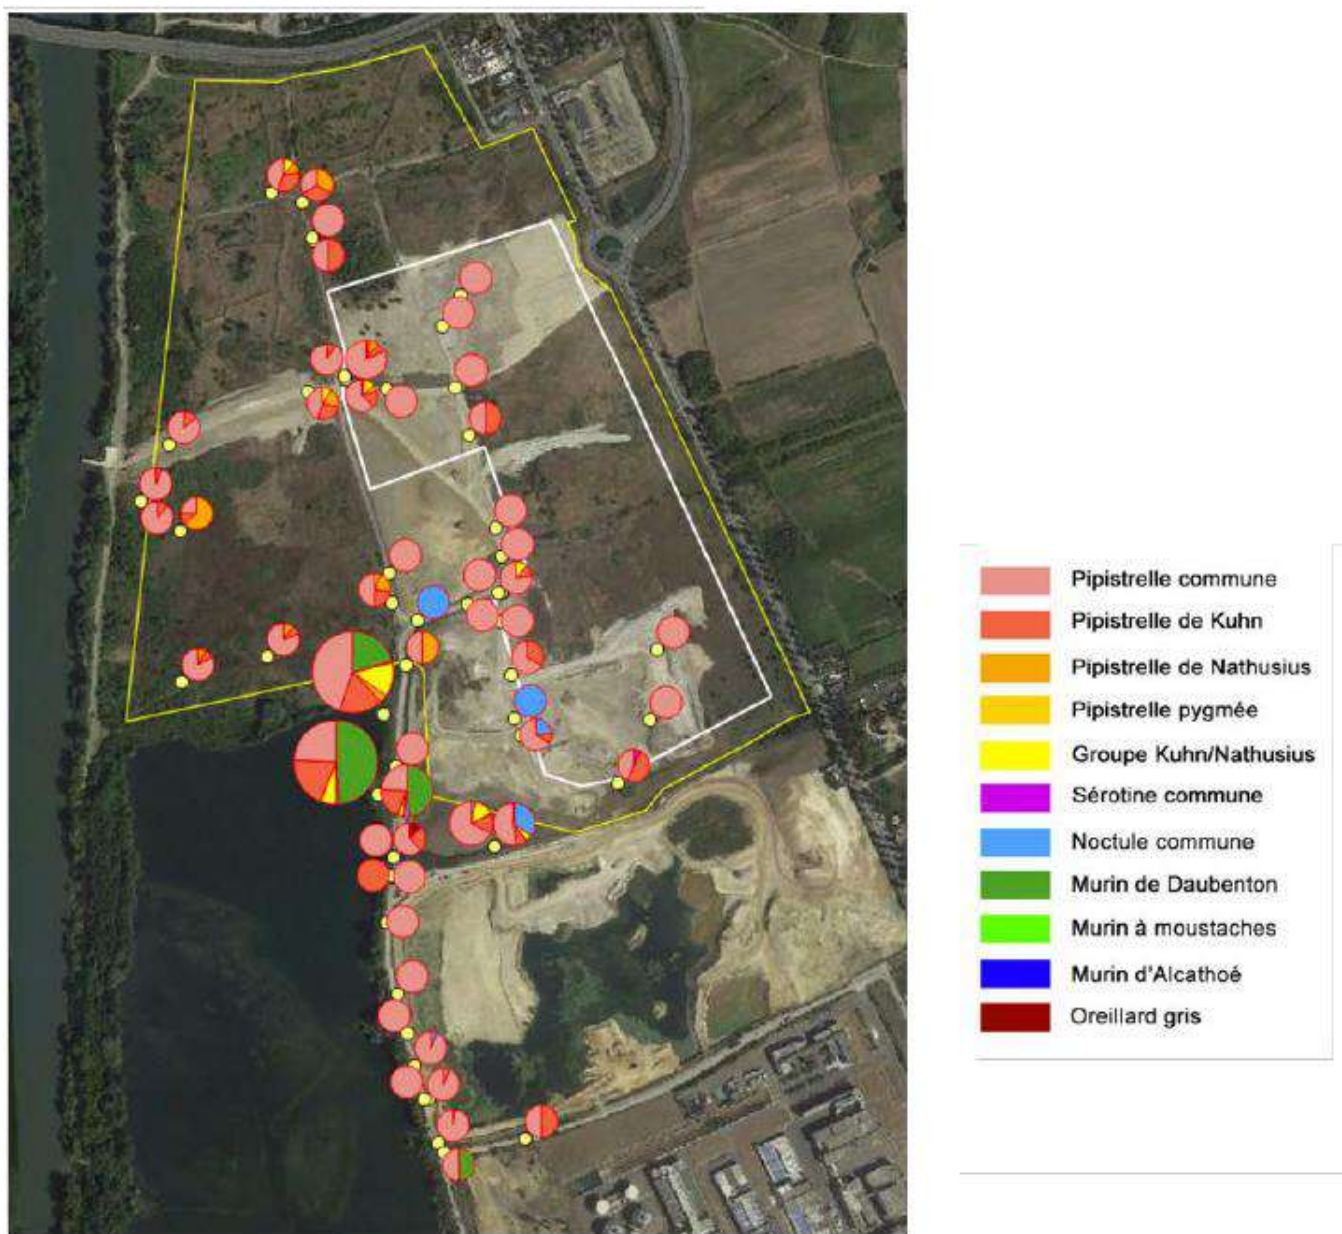 Pipistrelle commune
Pipistrelle de Kuhn
Pipistrelle de Nathusius
Pipistrelle pygmée
Groupe Kuhn/Nathusius
Sérotine commune
Noctule commune
Murin de Daubenton
Murin à moustaches
Murin d'Alcathoé
Oreillard gris